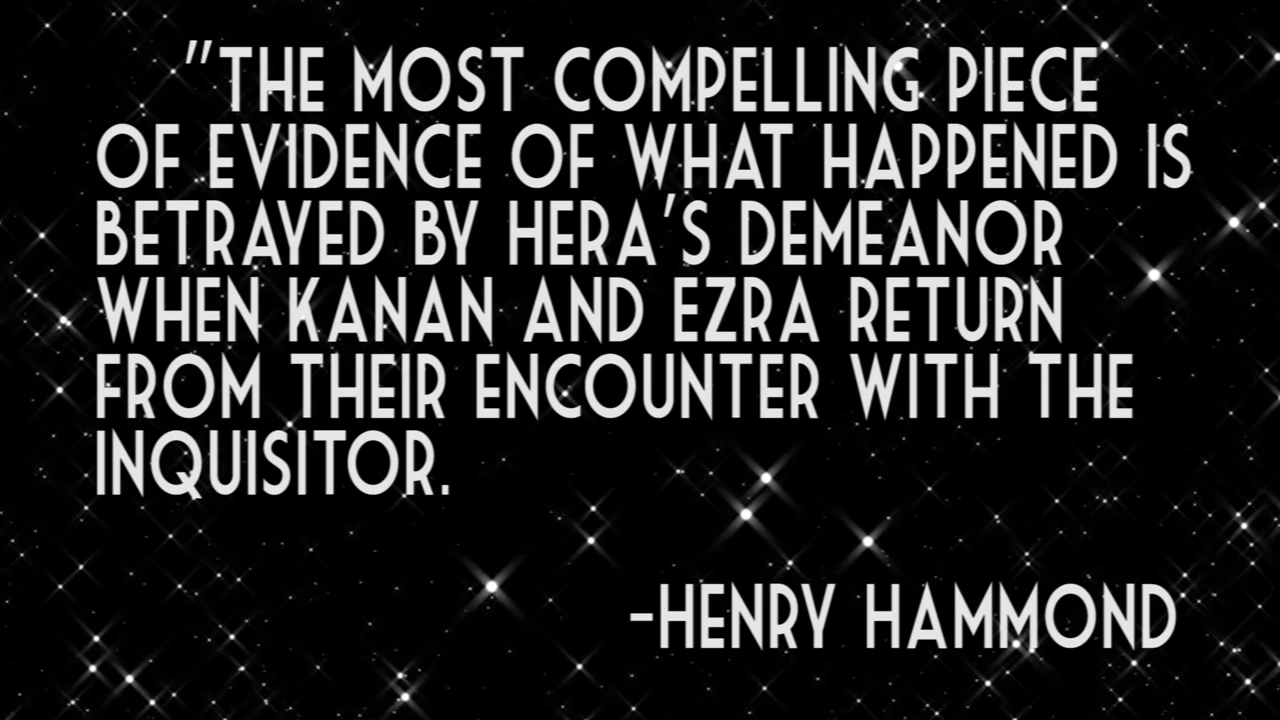 "THE MOST COMPELLING PIECE
OF EVIDENCE OF WHAT HAPPENED IS
BETRAYED BY HERA'S DEMEANOR
WHEN KANAN AND EZRA RETURN
FROM THEIR ENCOUNTER WITH THE
INQUISITOR.
-HENRY HAMMOND